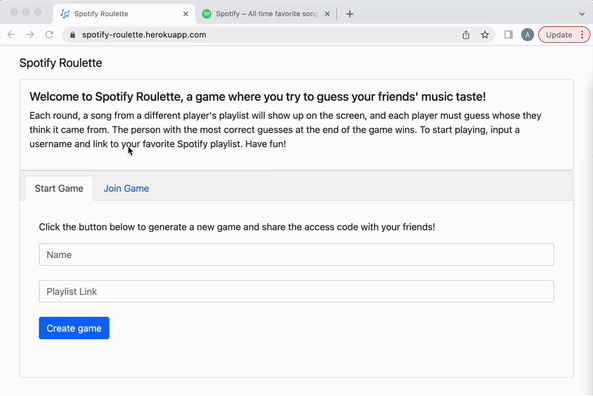 Spotify Roulette
Spotify – All time favorite song
spotify-roulette.herokuapp.com
A
Update
Spotify Roulette
Welcome to Spotify Roulette, a game where you try to guess your friends' music taste!
Each round, a song from a different player's playlist will show up on the screen, and each player must guess whose they
think it came from. The person with the most correct guesses at the end of the game wins. To start playing, input a
username and link to your favorite Spotify playlist. Have fun!
Start Game
Join Game
Click the button below to generate a new game and share the access code with your friends!
Name
Playlist Link
Create game